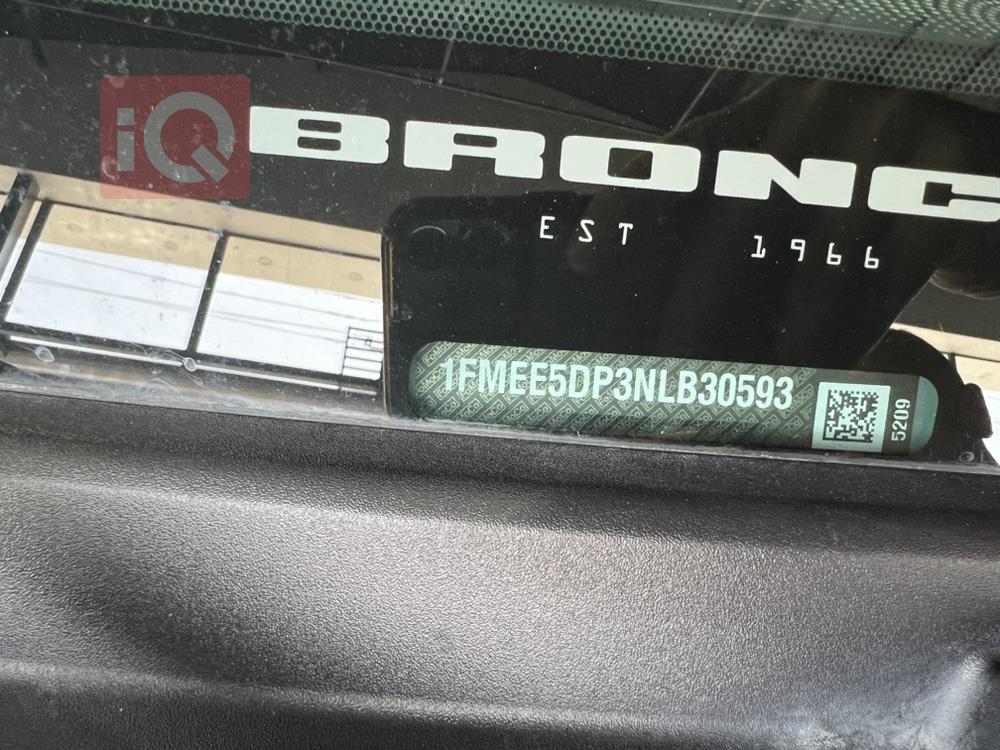 iQ
BRONC
EST 1966
1FMEE5DP3NLB30593
5209